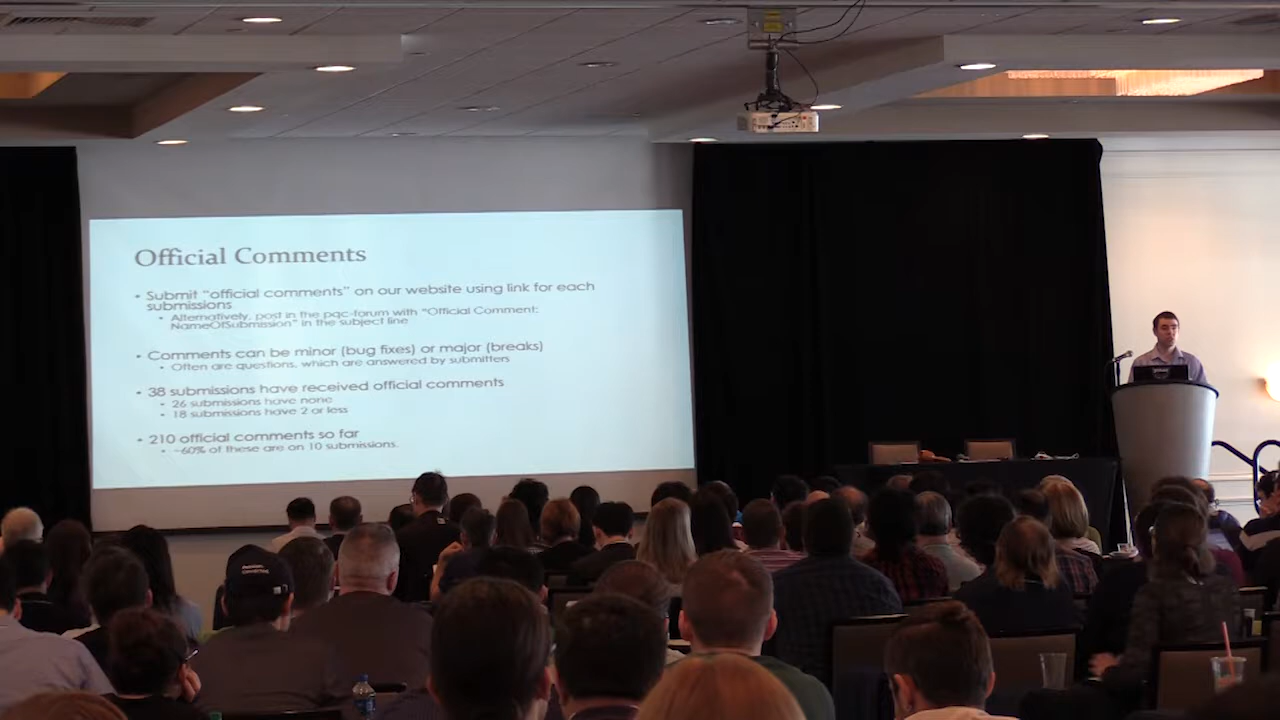 Official Comments
• Submit “official comments” on our website using link for each
submissions
• Alternatively, post in the pqc-forum with “Official Comment:
NameOfSubmission” in the subject line
• Comments can be minor (bug fixes) or major (breaks)
• Often are questions, which are answered by submitters
• 38 submissions have received official comments
• 26 submissions have none
• 18 submissions have 2 or less
• 210 official comments so far
• ~60% of these are on 10 submissions.